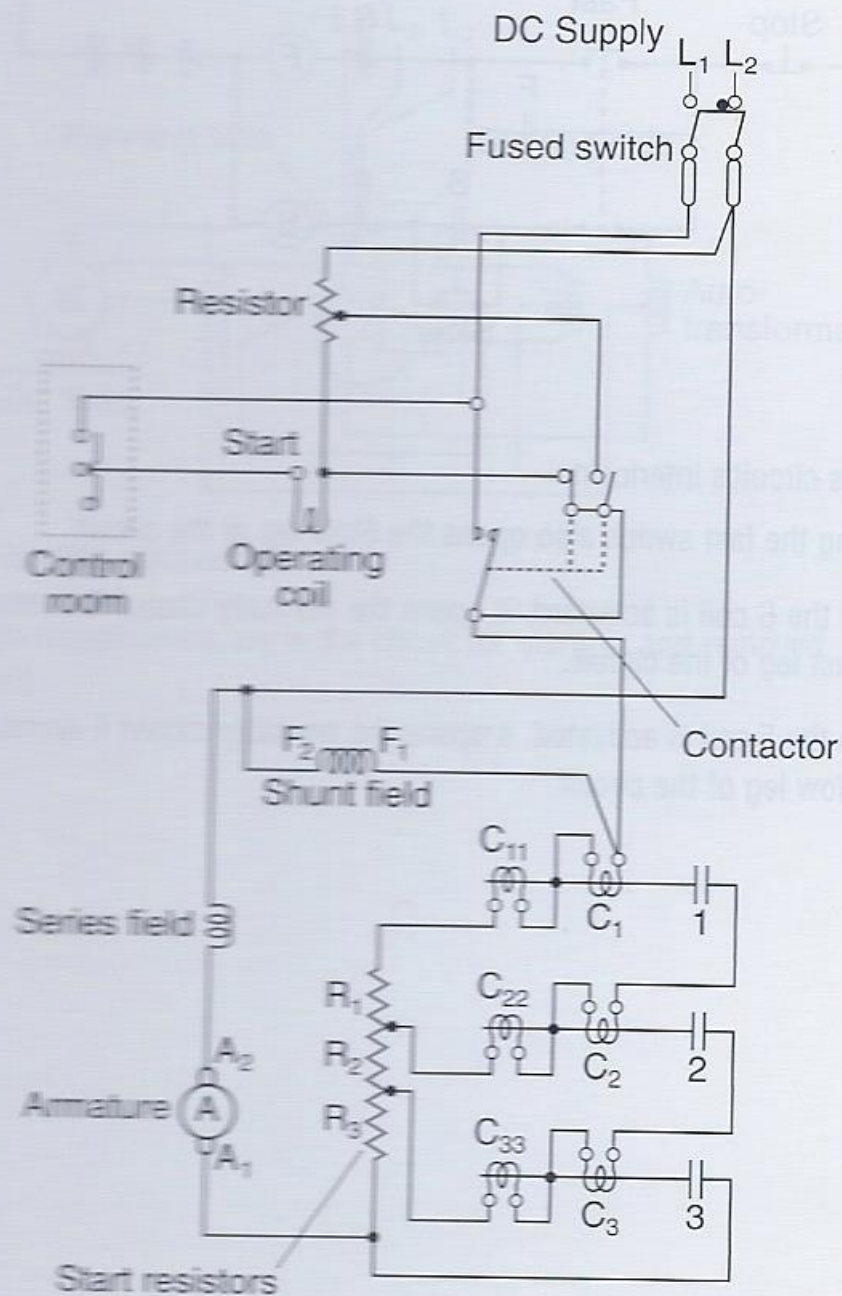 DC Supply
L₁ L₂
Fused switch
Resistor
Start
Control
room
Operating
coil
Contactor
F₂ F₁
Shunt field
C₁₁
C₁
1
Series field
R₁
C₂₂
R₂
C₂
2
A₂
Armature
A
R₃
A₁
C₃₃
C₃
3
Start resistors
Stop